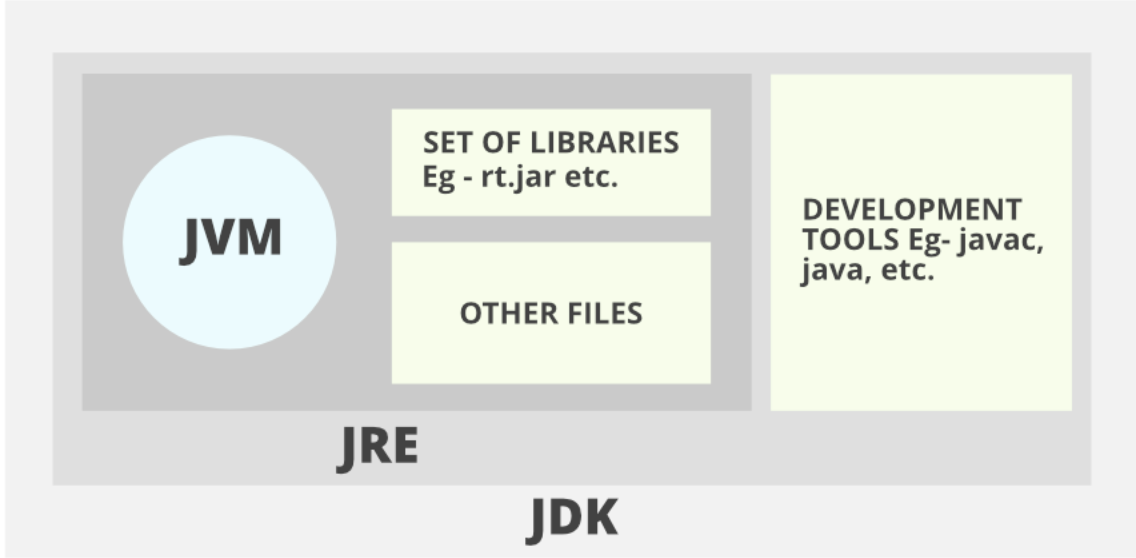 JVM
SET OF LIBRARIES
Eg - rt.jar etc.
OTHER FILES
DEVELOPMENT
TOOLS Eg- javac,
java, etc.
JRE
JDK